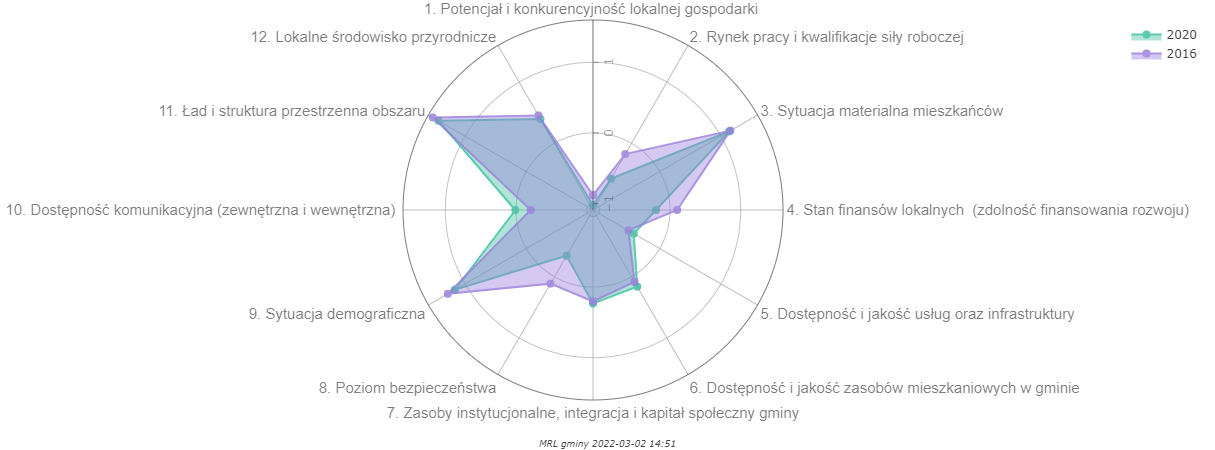 1. Potencjał i konkurencyjność lokalnej gospodarki
12. Lokalne środowisko przyrodnicze
2. Rynek pracy i kwalifikacje siły roboczej
2020
2016
1
11. Ład i struktura przestrzenna obszaru
3. Sytuacja materialna mieszkańców
0
10. Dostępność komunikacyjna (zewnętrzna i wewnętrzna)
−1
4. Stan finansów lokalnych (zdolność finansowania rozwoju)
9. Sytuacja demograficzna
5. Dostępność i jakość usług oraz infrastruktury
8. Poziom bezpieczeństwa
6. Dostępność i jakość zasobów mieszkaniowych w gminie
7. Zasoby instytucjonalne, integracja i kapitał społeczny gminy
MRL gminy 2022-03-02 14:51